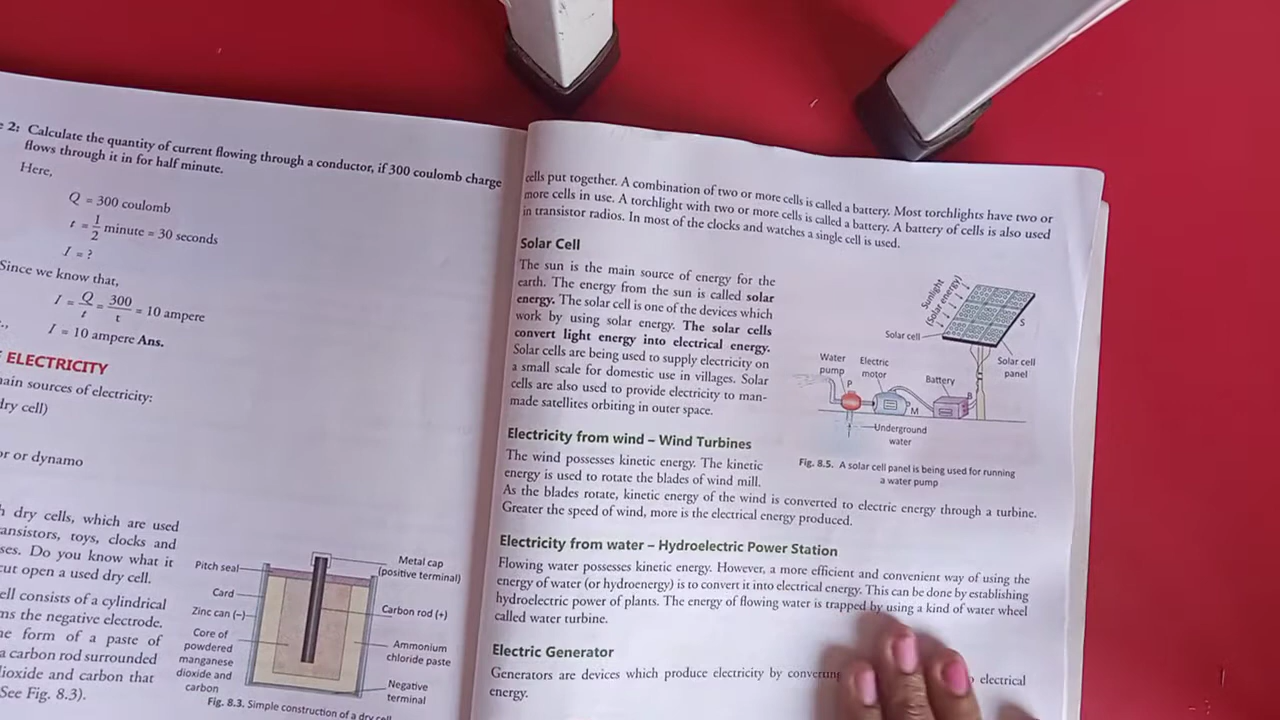 2: Calculate the quantity of current flowing through a conductor, if 300 coulomb charge
flows through it in for half minute.
Here,
Q = 300 coulomb
t = 1/2 minute = 30 seconds
I = ?
Since we know that,
I = Q/t = 300/t = 10 ampere
I = 10 ampere Ans.
ELECTRICITY
main sources of electricity:
dry cell)
or or dynamo
dry cells, which are used
ansistors, toys, clocks and
ses. Do you know what it
cut open a used dry cell.
ell consists of a cylindrical
ms the negative electrode.
he form of a paste of
a carbon rod surrounded
dioxide and carbon that
See Fig. 8.3).
Pitch seal
Card
Zinc can (–)
Core of
powdered
manganese
dioxide and
carbon
Metal cap
(positive terminal)
Carbon rod (+)
Ammonium
chloride paste
Negative
terminal
Fig. 8.3. Simple construction of a dry cell
cells put together. A combination of two or more cells is called a battery. Most torchlights have two or
more cells in use. A torchlight with two or more cells is called a battery. A battery of cells is also used
in transistor radios. In most of the clocks and watches a single cell is used.
Solar Cell
The sun is the main source of energy for the
earth. The energy from the sun is called solar
energy. The solar cell is one of the devices which
work by using solar energy. The solar cells
convert light energy into electrical energy.
Solar cells are being used to supply electricity on
a small scale for domestic use in villages. Solar
cells are also used to provide electricity to man-
made satellites orbiting in outer space.
Sunlight
(Solar energy)
S
Solar cell
Solar cell
panel
Water
pump
P
Electric
motor
M
Battery
B
Underground
water
Fig. 8.5. A solar cell panel is being used for running
a water pump
Electricity from wind – Wind Turbines
The wind possesses kinetic energy. The kinetic
energy is used to rotate the blades of wind mill.
As the blades rotate, kinetic energy of the wind is converted to electric energy through a turbine.
Greater the speed of wind, more is the electrical energy produced.
Electricity from water – Hydroelectric Power Station
Flowing water possesses kinetic energy. However, a more efficient and convenient way of using the
energy of water (or hydroenergy) is to convert it into electrical energy. This can be done by establishing
hydroelectric power of plants. The energy of flowing water is trapped by using a kind of water wheel
called water turbine.
Electric Generator
Generators are devices which produce electricity by converting electrical
energy.